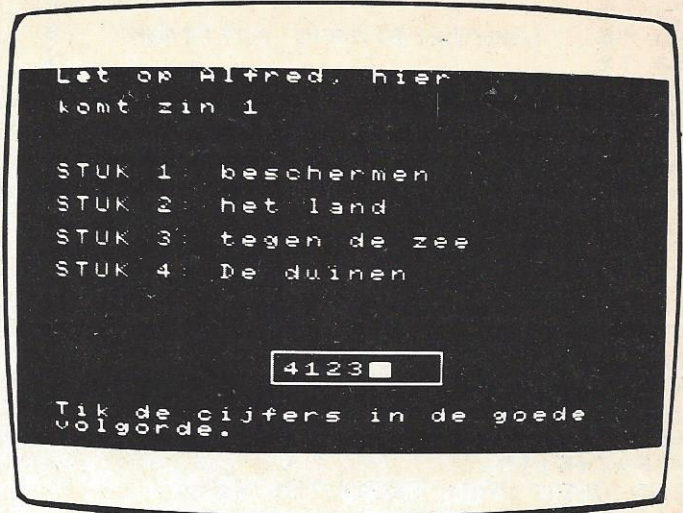 Let op Alfred, hier
komt zin 1
STUK 1: beschermen
STUK 2: het land
STUK 3: tegen de zee
STUK 4: De duinen
4123
Tik de cijfers in de goede
volgorde.